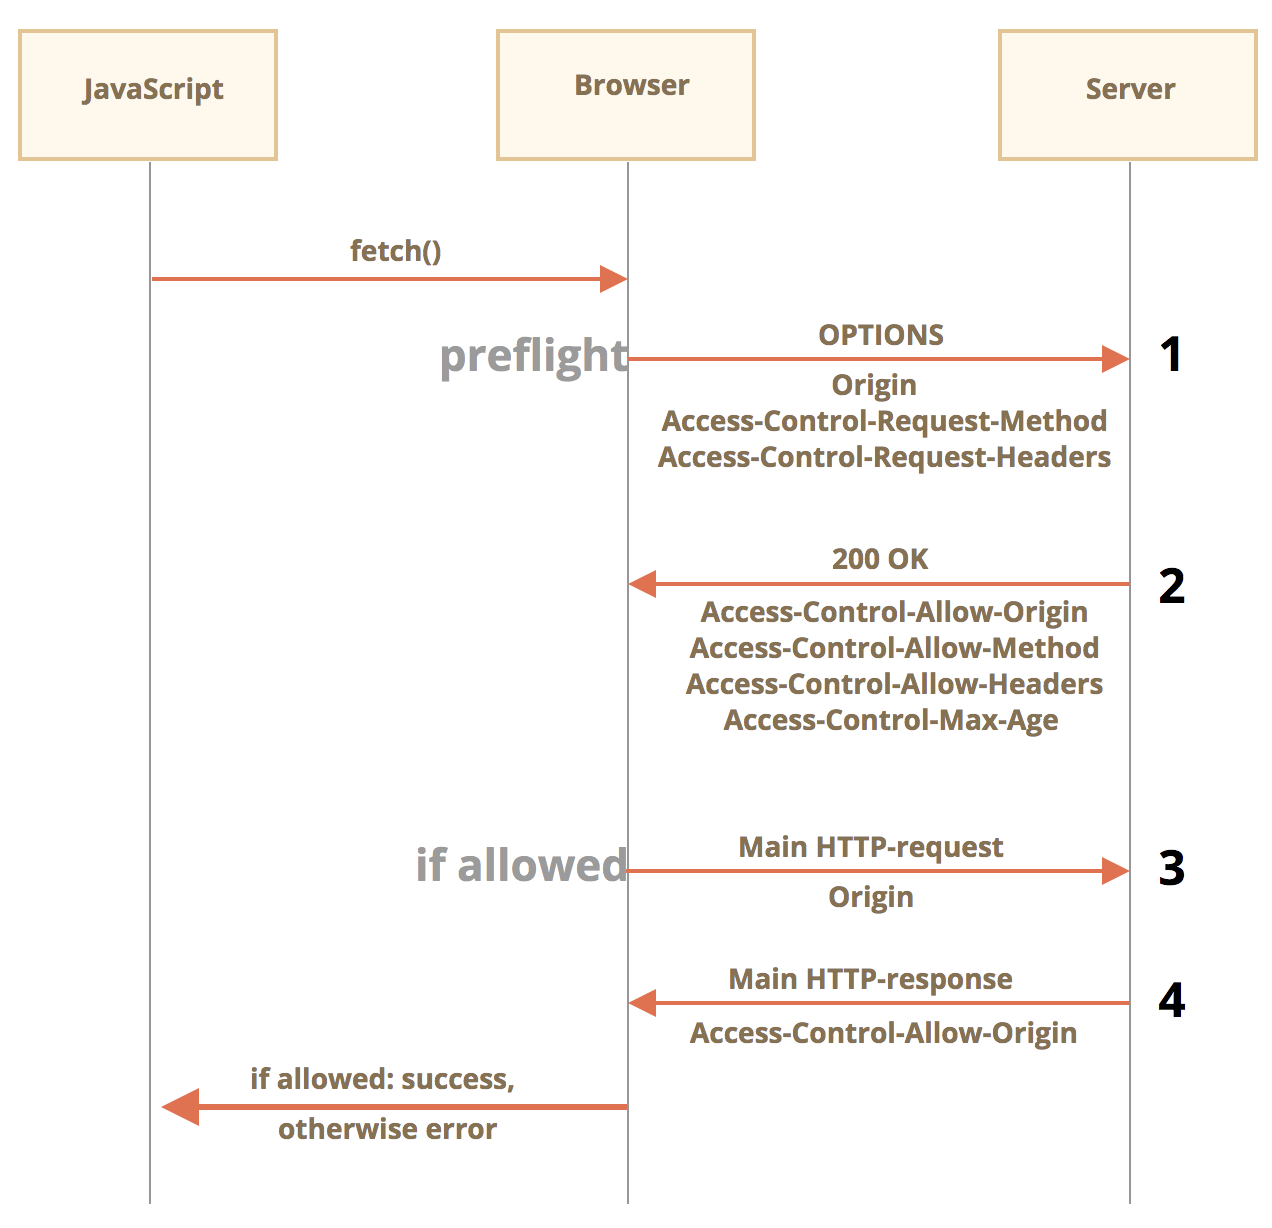 JavaScript
Browser
Server
fetch()
preflight
OPTIONS
1
Origin
Access-Control-Request-Method
Access-Control-Request-Headers
200 OK
2
Access-Control-Allow-Origin
Access-Control-Allow-Method
Access-Control-Allow-Headers
Access-Control-Max-Age
if allowed
Main HTTP-request
3
Origin
Main HTTP-response
4
Access-Control-Allow-Origin
if allowed: success,
otherwise error